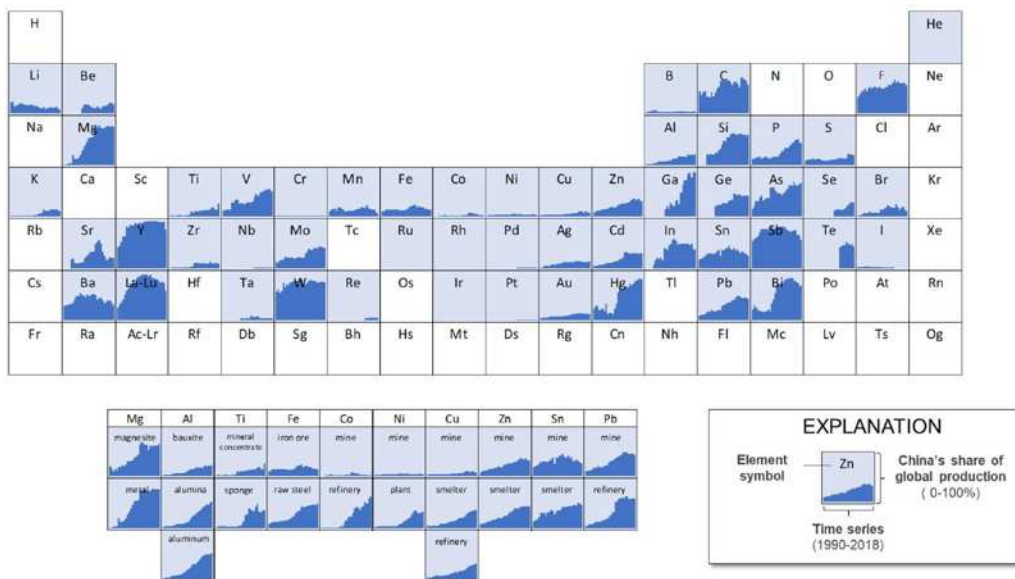 H He
Li Be B C N O F Ne
Na Mg Al Si P S Cl Ar
K Ca Sc Ti V Cr Mn Fe Co Ni Cu Zn Ga Ge As Se Br Kr
Rb Sr Y Zr Nb Mo Tc Ru Rh Pd Ag Cd In Sn Sb Te I Xe
Cs Ba La-Lu Hf Ta W Re Os Ir Pt Au Hg Tl Pb Bi Po At Rn
Fr Ra Ac-Lr Rf Db Sg Bh Hs Mt Ds Rg Cn Nh Fl Mc Lv Ts Og
Mg Al Ti Fe Co Ni Cu Zn Sn Pb
magnesite bauxite mineral iron ore mine mine mine mine mine mine
concentrate
metal alumina sponge raw steel refinery plant smelter smelter smelter refinery
aluminum refinery
EXPLANATION
Element
symbol
Zn
China's share of
global production
( 0-100%)
Time series
(1990-2018)